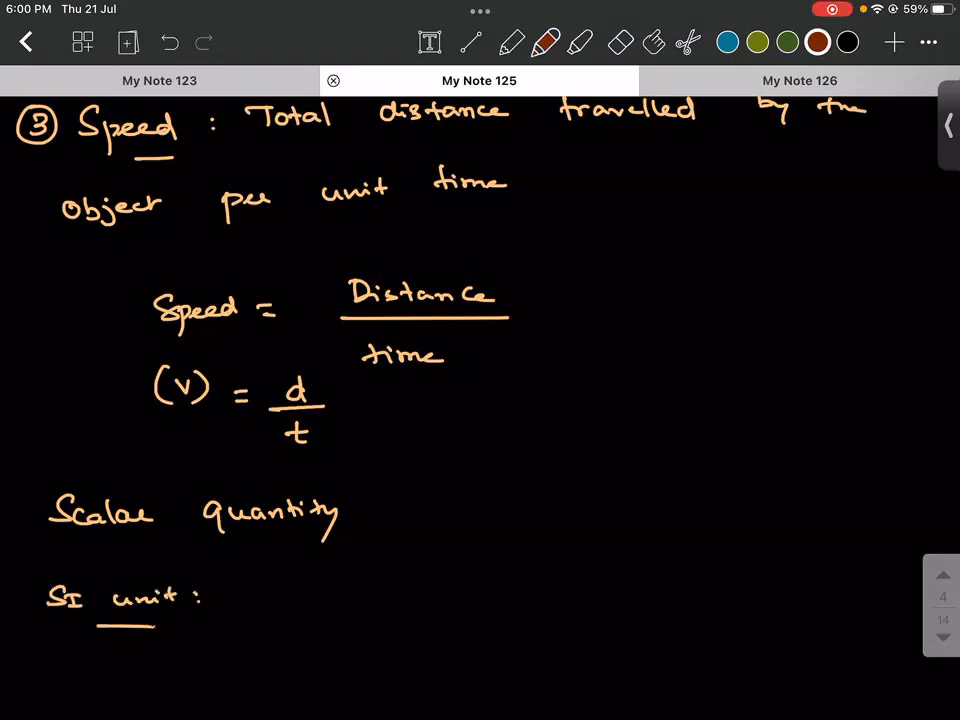 6:00 PM Thu 21 Jul
59%
My Note 123
My Note 125
My Note 126
③ Speed : Total distance travelled by the
Object per unit time
Speed = Distance
time
(v) = d
t
Scalar quantity
SI unit :
4
14